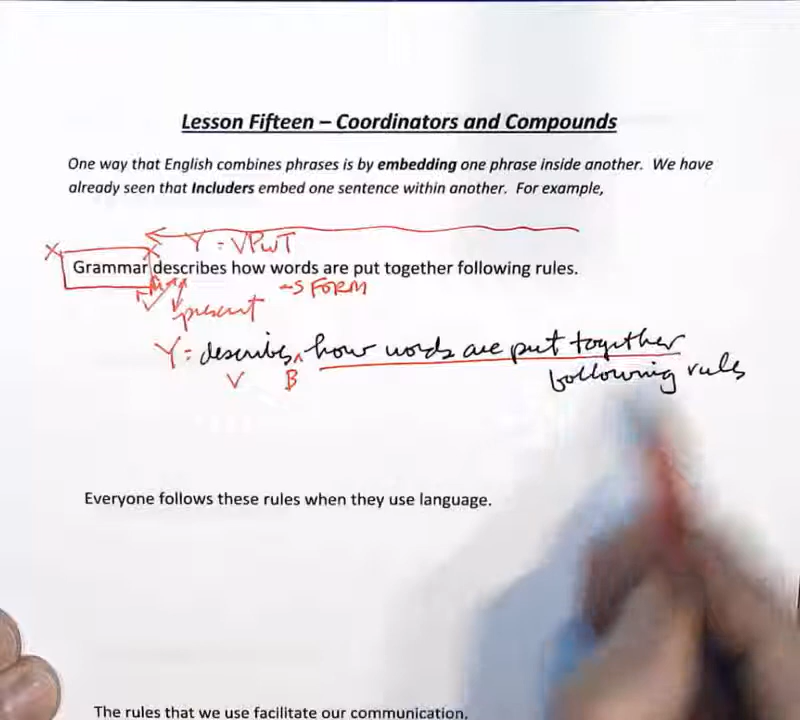 Lesson Fifteen – Coordinators and Compounds
One way that English combines phrases is by embedding one phrase inside another. We have
already seen that Includers embed one sentence within another. For example,
Y = VPwT
X
Grammar describes how words are put together following rules.
-S FORM
present
Y = describes how words are put together
V B
following rules
Everyone follows these rules when they use language.
The rules that we use facilitate our communication.